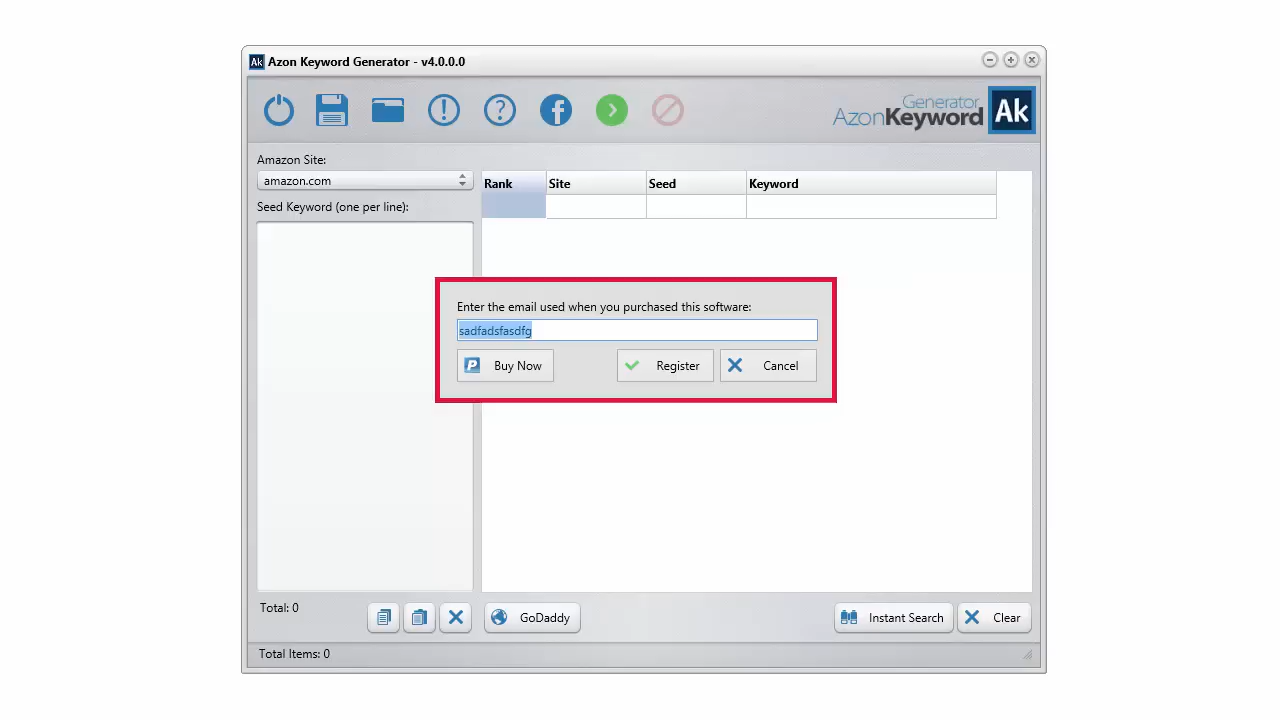 Ak Azon Keyword Generator - v4.0.0.0
Generator
AzonKeyword
Ak
Amazon Site:
amazon.com
Seed Keyword (one per line):
Rank Site Seed Keyword
Enter the email used when you purchased this software:
sadfadsfasdfg
Buy Now Register Cancel
Total: 0
GoDaddy Instant Search Clear
Total Items: 0